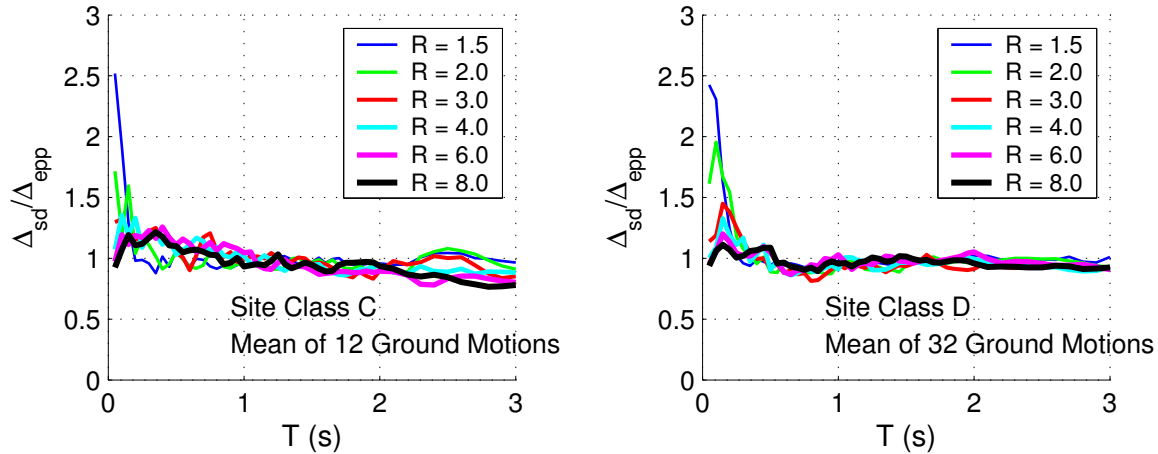 3
2.5
2
1.5
1
0.5
0
Δsd/Δepp
R = 1.5
R = 2.0
R = 3.0
R = 4.0
R = 6.0
R = 8.0
Site Class C
Mean of 12 Ground Motions
0 1 2 3
T (s)
3
2.5
2
1.5
1
0.5
0
Δsd/Δepp
R = 1.5
R = 2.0
R = 3.0
R = 4.0
R = 6.0
R = 8.0
Site Class D
Mean of 32 Ground Motions
0 1 2 3
T (s)